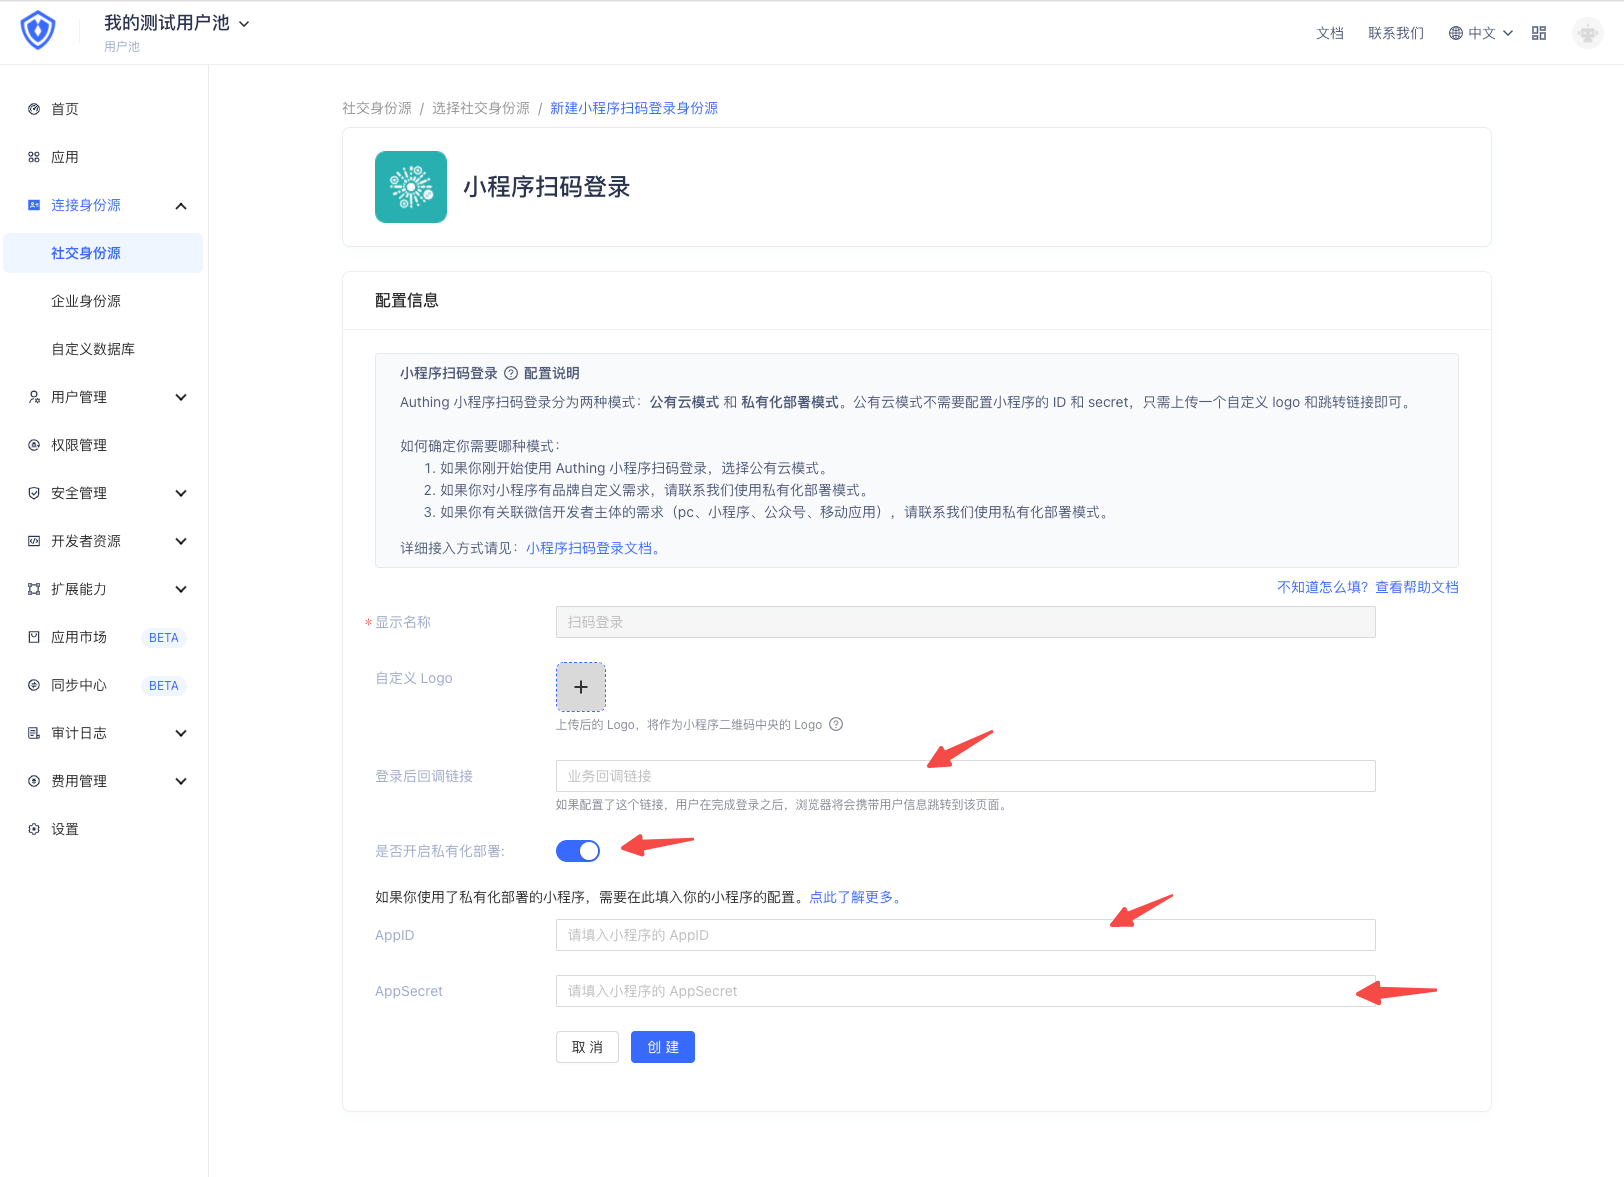 我的测试用户池
用户池
文档
联系我们
中文
首页
应用
连接身份源
社交身份源
企业身份源
自定义数据库
用户管理
权限管理
安全管理
开发者资源
扩展能力
应用市场 BETA
同步中心 BETA
审计日志
费用管理
设置
社交身份源 / 选择社交身份源 / 新建小程序扫码登录身份源
小程序扫码登录
配置信息
小程序扫码登录 ? 配置说明
Authing 小程序扫码登录分为两种模式：公有云模式 和 私有化部署模式。公有云模式不需要配置小程序的 ID 和 secret，只需上传一个自定义 logo 和跳转链接即可。
如何确定你需要哪种模式：
1. 如果你刚开始使用 Authing 小程序扫码登录，选择公有云模式。
2. 如果你对小程序有品牌自定义需求，请联系我们使用私有化部署模式。
3. 如果你有关联微信开发者主体的需求（pc、小程序、公众号、移动应用），请联系我们使用私有化部署模式。
详细接入方式请见：小程序扫码登录文档。
不知道怎么填？查看帮助文档
* 显示名称
扫码登录
自定义 Logo
+
上传后的 Logo，将作为小程序二维码中央的 Logo ?
登录后回调链接
业务回调链接
如果配置了这个链接，用户在完成登录之后，浏览器将会携带用户信息跳转到该页面。
是否开启私有化部署:
如果你使用了私有化部署的小程序，需要在此填入你的小程序的配置。点此了解更多。
AppID
请填入小程序的 AppID
AppSecret
请填入小程序的 AppSecret
取 消
创 建